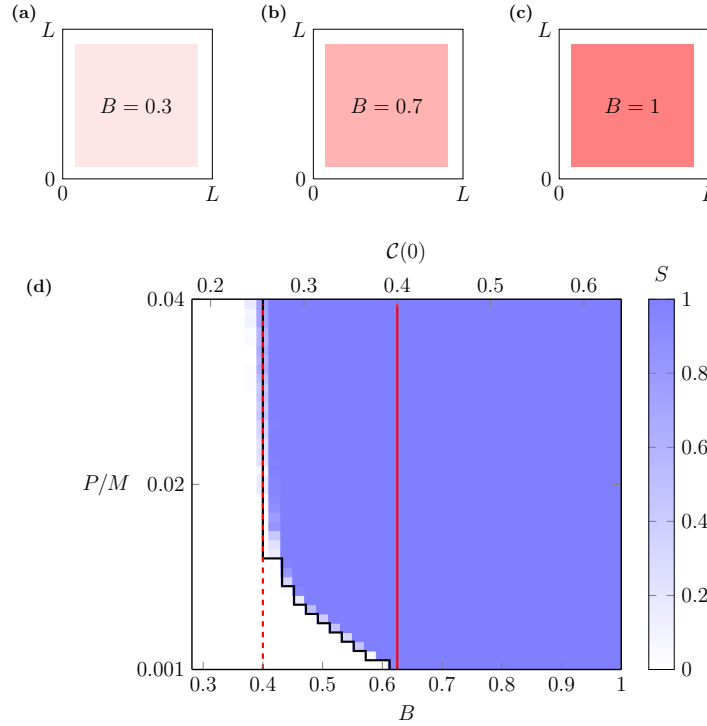 (a) (b) (c)
L L L
B = 0.3 B = 0.7 B = 1
0 0 0
0 L 0 L 0 L
𝒞(0)
(d) S
0.2 0.3 0.4 0.5 0.6
0.04 1
0.8
P/M 0.02 0.6
0.4
0.2
0.001 0
0.3 0.4 0.5 0.6 0.7 0.8 0.9 1
B